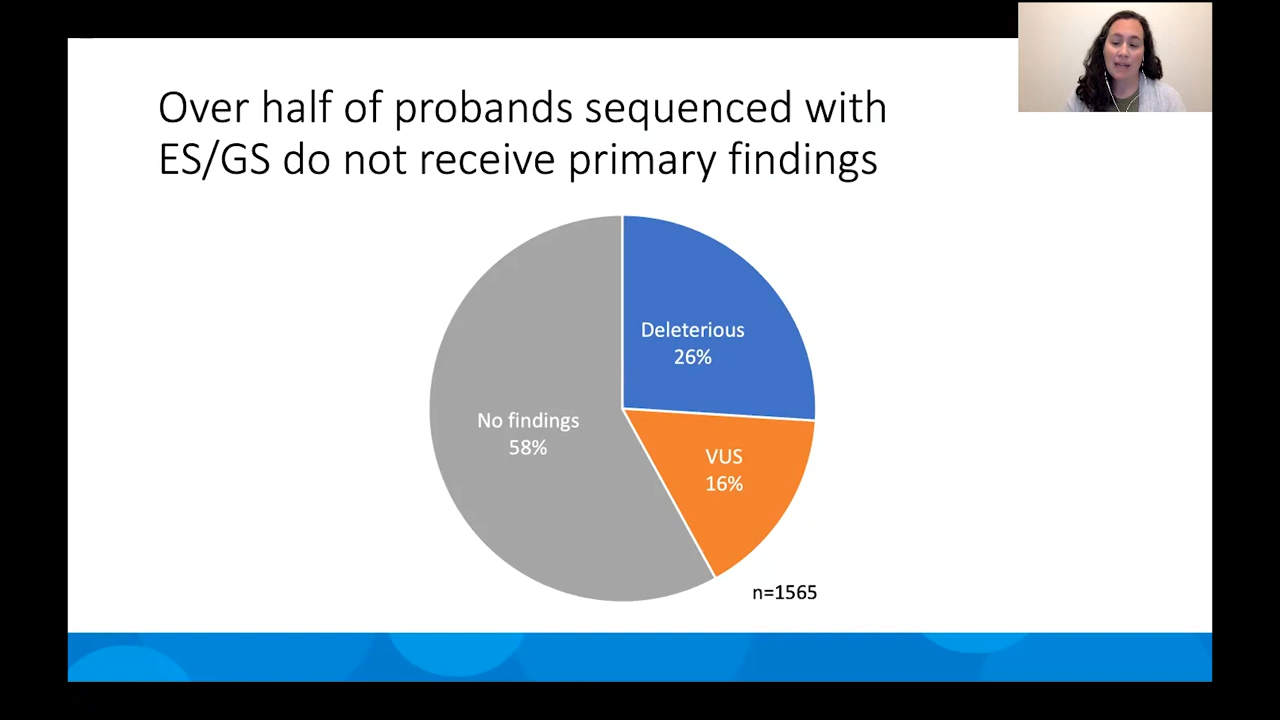 Over half of probands sequenced with
ES/GS do not receive primary findings
Deleterious
26%
No findings
58%
VUS
16%
n=1565